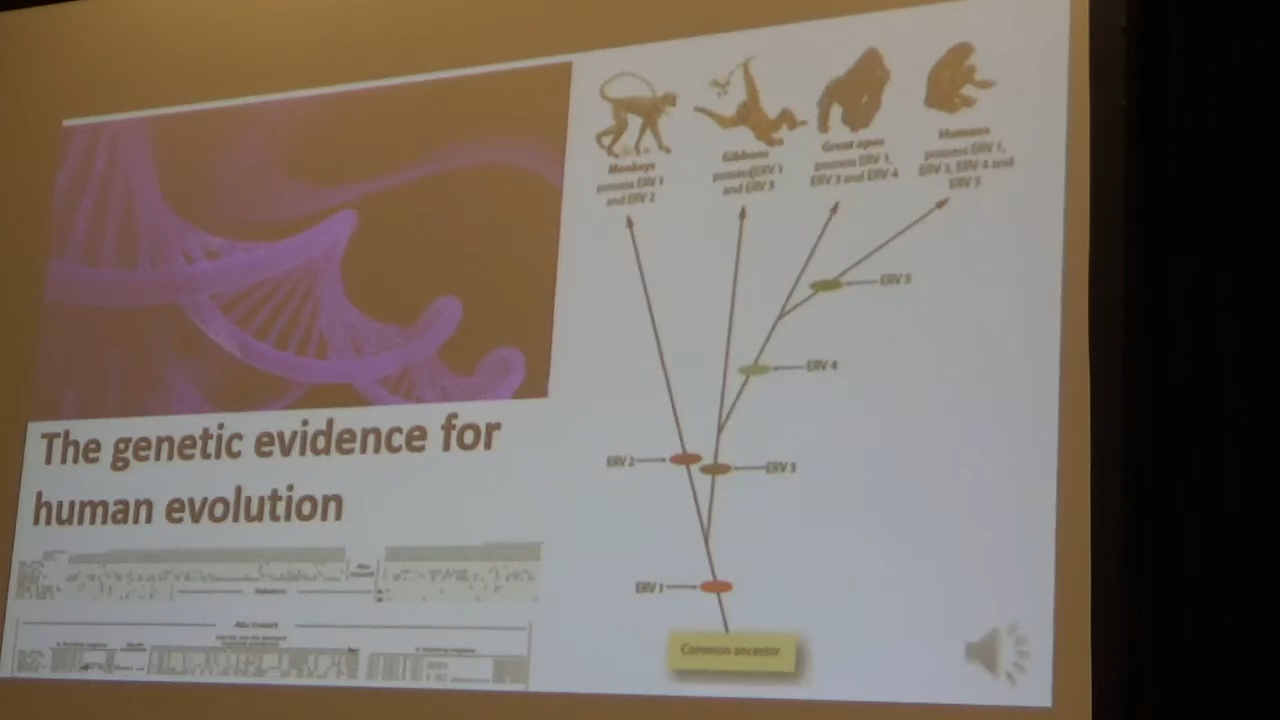 The genetic evidence for
human evolution
Alu insert
Monkeys
possess ERV 1
and ERV 2
Gibbons
possess ERV 1
and ERV 3
Great apes
possess ERV 1,
ERV 3 and ERV 4
Humans
possess ERV 1,
ERV 3, ERV 4 and
ERV 5
ERV 5
ERV 4
ERV 2
ERV 3
ERV 1
Common ancestor